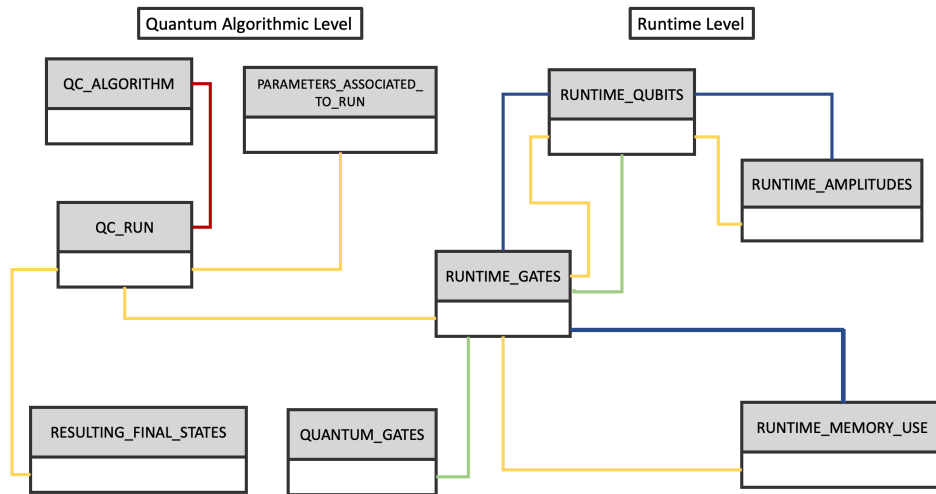 Quantum Algorithmic Level
Runtime Level
QC_ALGORITHM
PARAMETERS_ASSOCIATED_
TO_RUN
RUNTIME_QUBITS
RUNTIME_AMPLITUDES
QC_RUN
RUNTIME_GATES
RESULTING_FINAL_STATES
QUANTUM_GATES
RUNTIME_MEMORY_USE